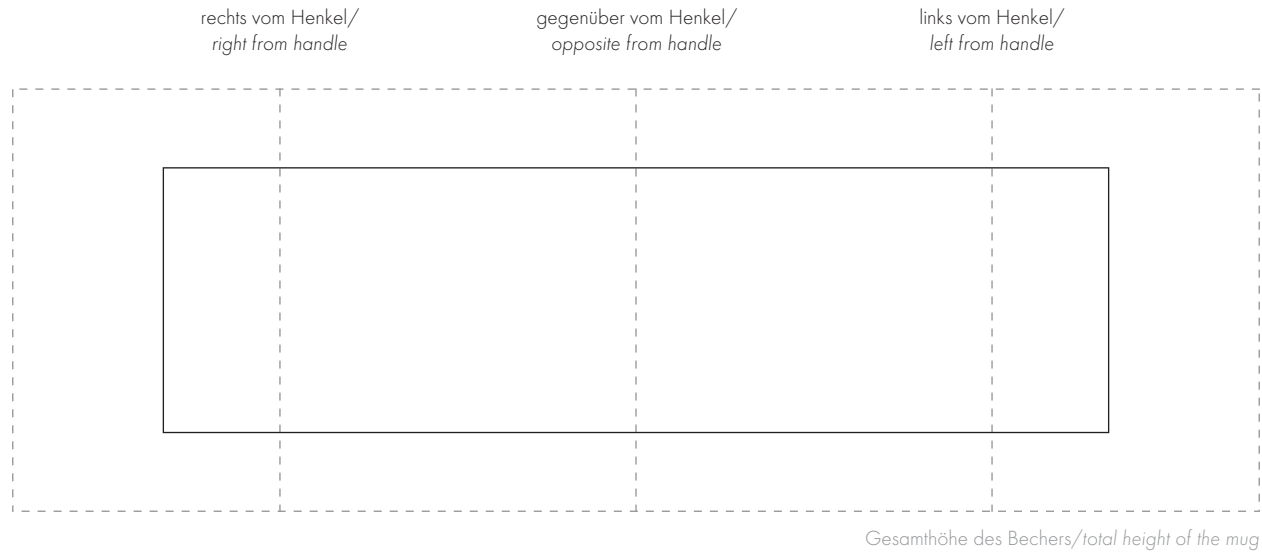 rechts vom Henkel/
right from handle
gegenüber vom Henkel/
opposite from handle
links vom Henkel/
left from handle
Gesamthöhe des Bechers/total height of the mug